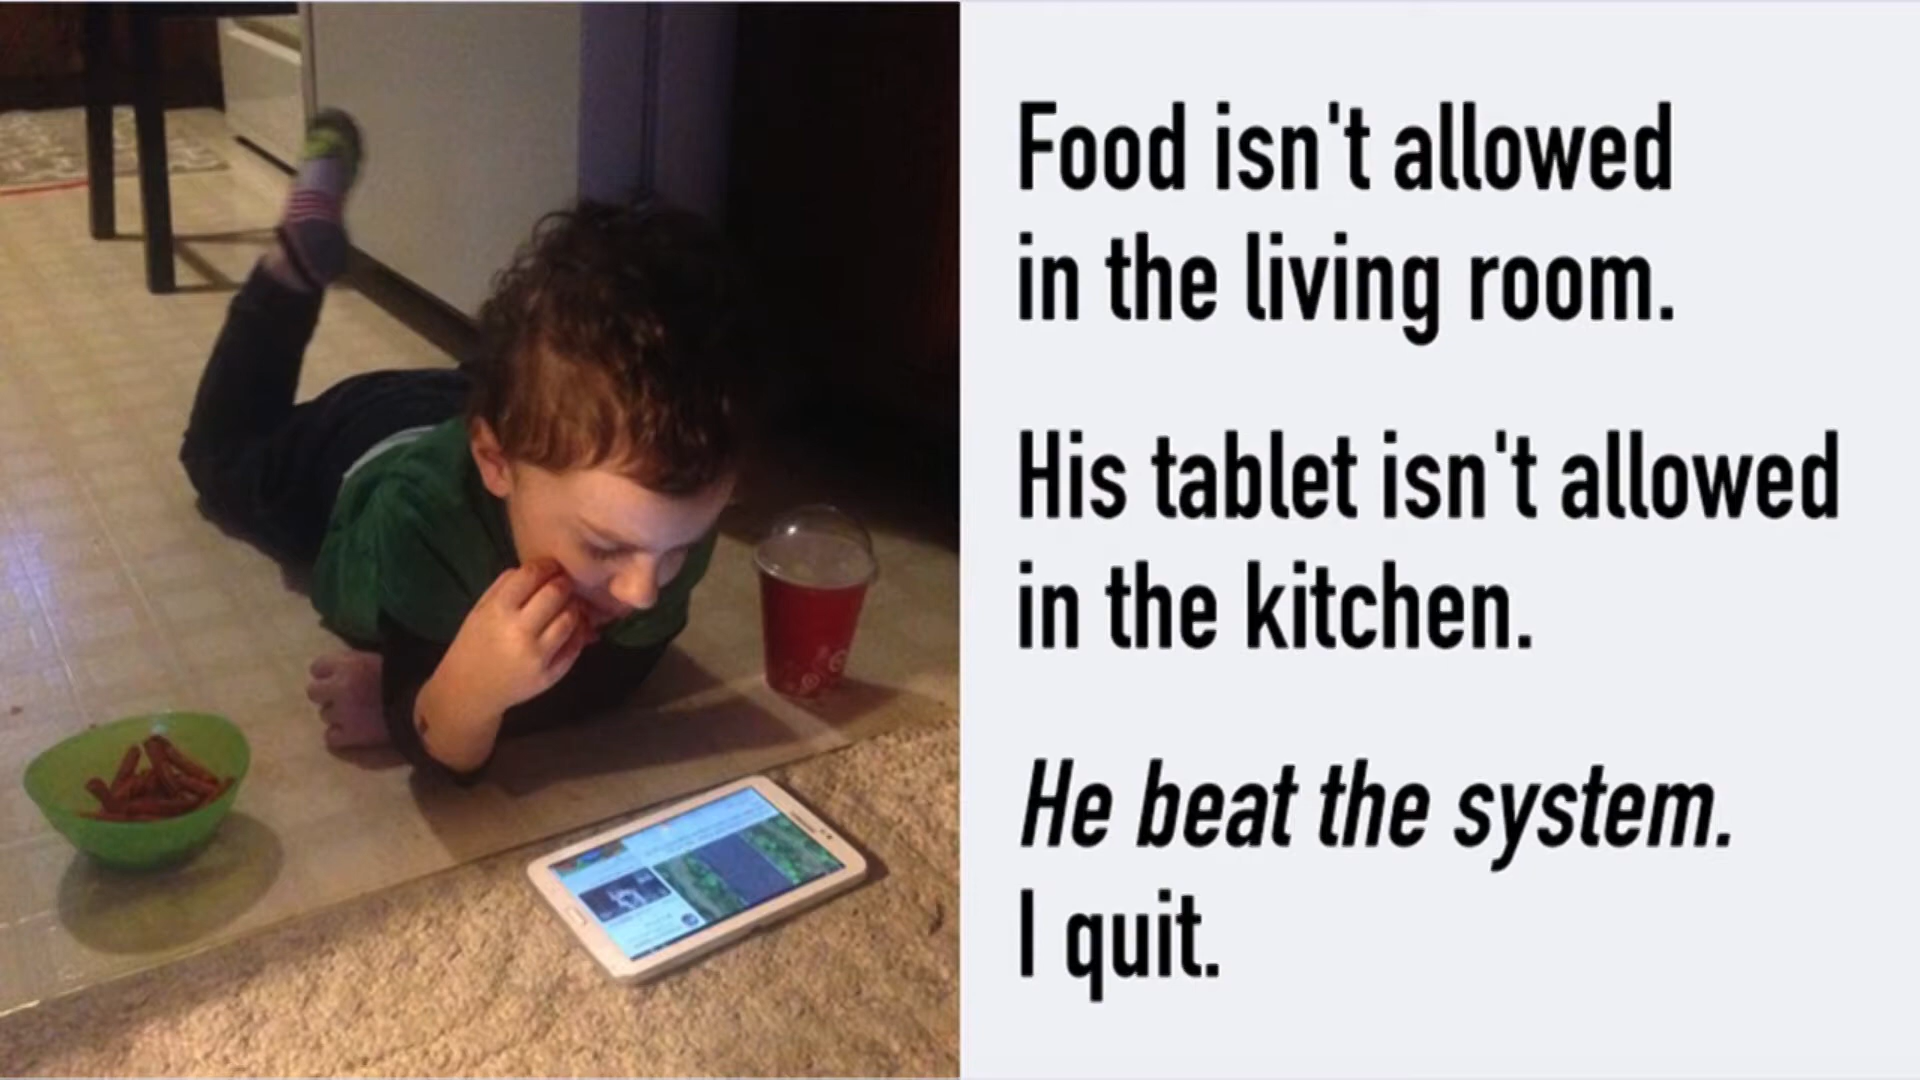 Food isn't allowed
in the living room.
His tablet isn't allowed
in the kitchen.
He beat the system.
I quit.